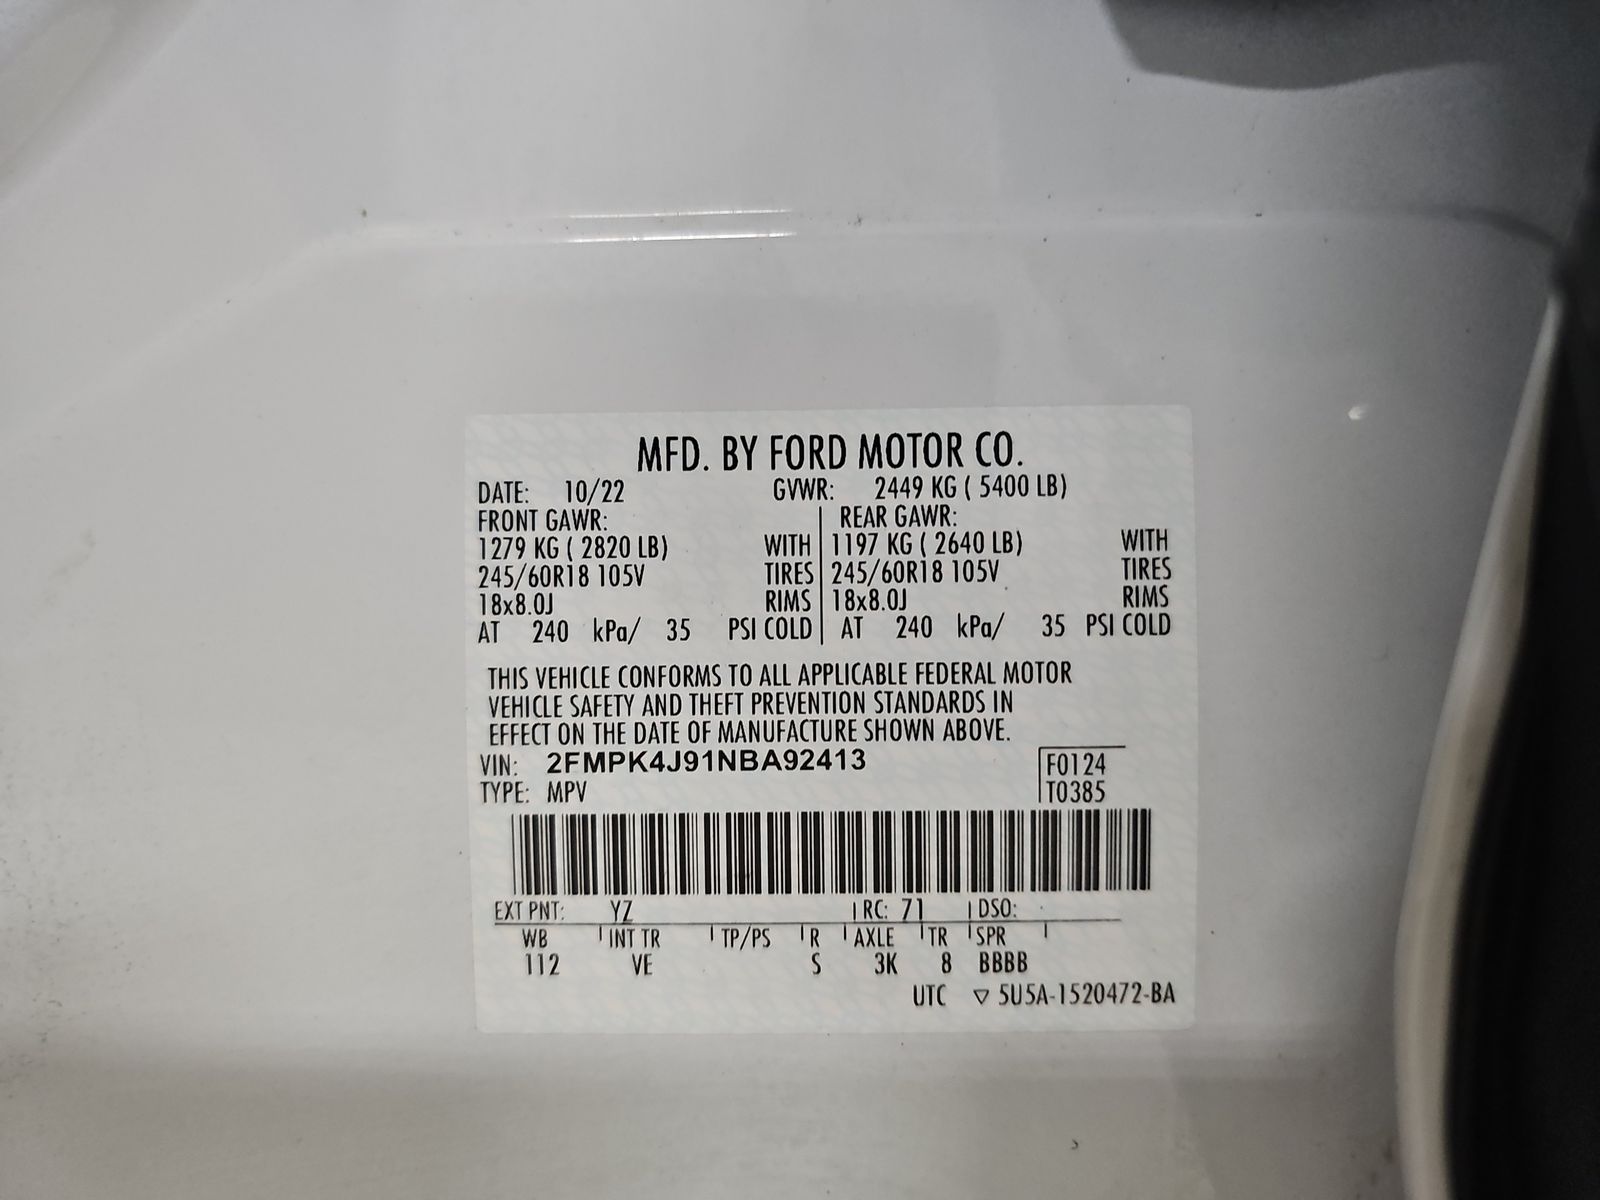 MFD. BY FORD MOTOR CO.
DATE: 10/22 GVWR: 2449 KG ( 5400 LB)
FRONT GAWR: REAR GAWR:
1279 KG ( 2820 LB) WITH 1197 KG ( 2640 LB) WITH
245/60R18 105V TIRES 245/60R18 105V TIRES
18x8.0J RIMS 18x8.0J RIMS
AT 240 kPa/ 35 PSI COLD AT 240 kPa/ 35 PSI COLD
THIS VEHICLE CONFORMS TO ALL APPLICABLE FEDERAL MOTOR
VEHICLE SAFETY AND THEFT PREVENTION STANDARDS IN
EFFECT ON THE DATE OF MANUFACTURE SHOWN ABOVE.
VIN: 2FMPK4J91NBA92413 F0124
TYPE: MPV T0385
EXT PNT: YZ RC: 71 DSO:
WB INT TR TP/PS R AXLE TR SPR
112 VE S 3K 8 BBBB
UTC ▽ 5U5A-1520472-BA